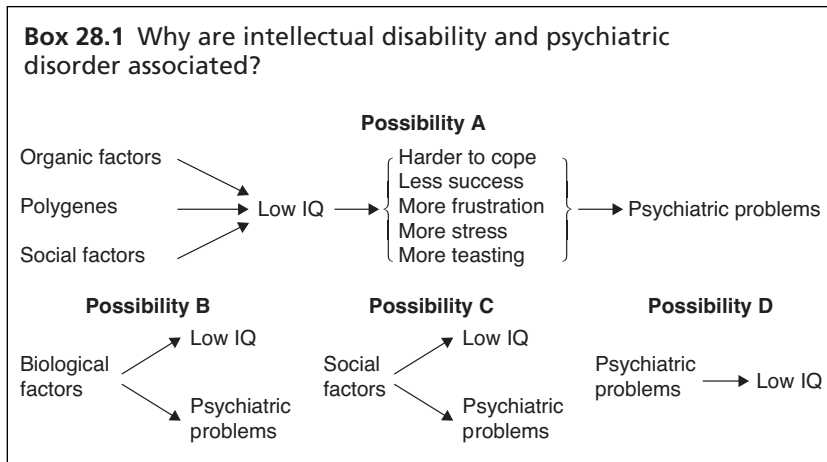 Box 28.1 Why are intellectual disability and psychiatric
disorder associated?
Possibility A
Organic factors
Polygenes
Social factors
Low IQ
Harder to cope
Less success
More frustration
More stress
More teasting
Psychiatric problems
Possibility B
Biological
factors
Low IQ
Psychiatric
problems
Possibility C
Social
factors
Low IQ
Psychiatric
problems
Possibility D
Psychiatric
problems
Low IQ